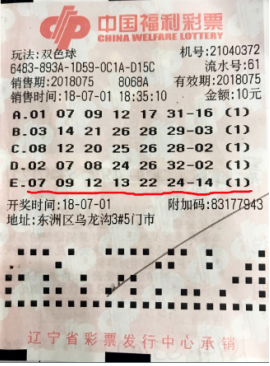 中国福利彩票
CHINA WELFARE LOTTERY
玩法:双色球 机号:21040372
6483-893A-1D59-0C1A-D15C 流水号:61
销售期:2018075 8068A 有效期:2018075
销售时间:18-07-01 18:35:10 金额:10元
A.01 07 09 12 17 31-16 (1)
B.03 14 21 26 28 29-03 (1)
C.08 12 20 25 26 28-02 (1)
D.02 07 08 24 26 32-02 (1)
E.07 09 12 13 22 24-14 (1)
开奖时间:18-07-01 附加码:83177943
地址:东洲区乌龙沟3#5门市
辽宁省彩票发行中心承销